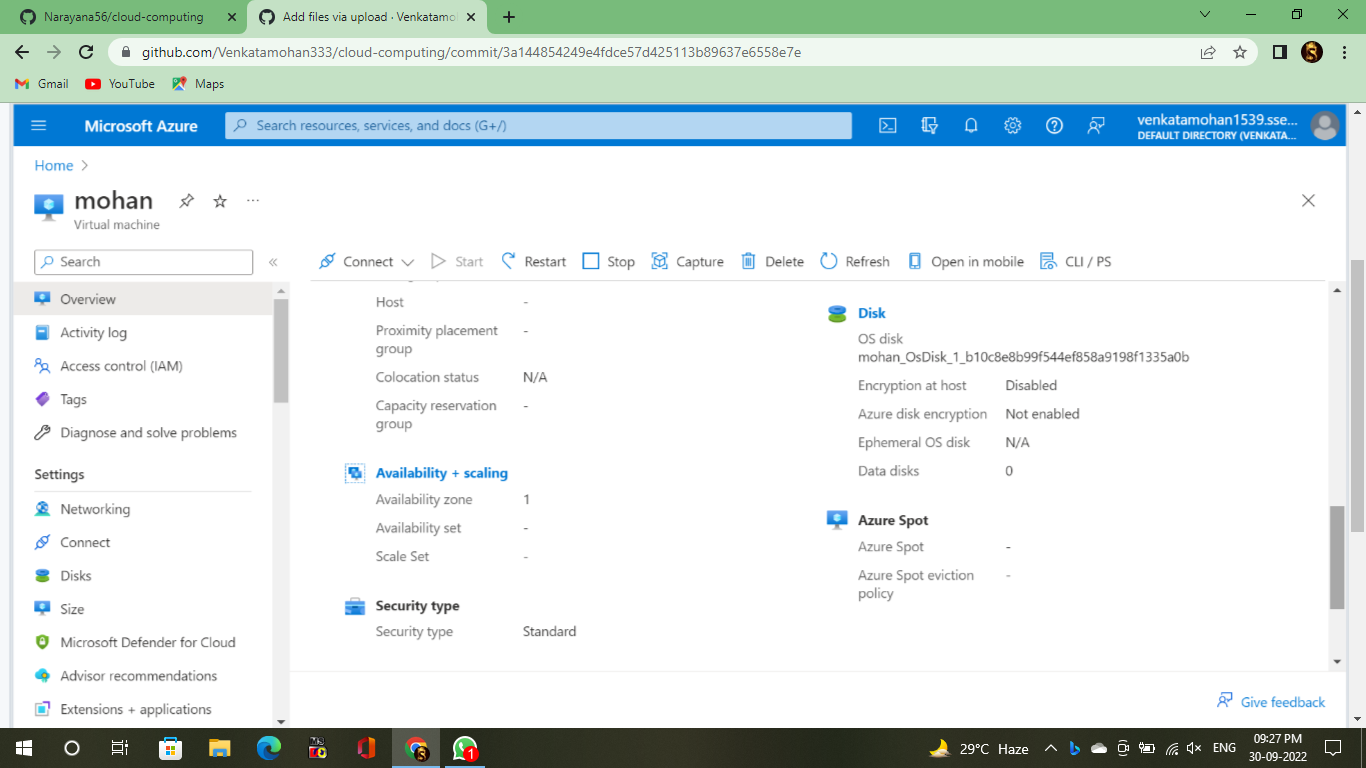 Narayana56/cloud-computing
Add files via upload · Venkatamo
github.com/Venkatamohan333/cloud-computing/commit/3a144854249e4fdce57d425113b89637e6558e7e
Gmail
YouTube
Maps
Microsoft Azure
Search resources, services, and docs (G+/)
venkatamohan1539.sse...
DEFAULT DIRECTORY (VENKATA...
Home >
mohan
Virtual machine
Search
«
Connect
Start
Restart
Stop
Capture
Delete
Refresh
Open in mobile
CLI / PS
Overview
Activity log
Access control (IAM)
Tags
Diagnose and solve problems
Settings
Networking
Connect
Disks
Size
Microsoft Defender for Cloud
Advisor recommendations
Extensions + applications
Host -
Proximity placement group -
Colocation status N/A
Capacity reservation group -
Availability + scaling
Availability zone 1
Availability set -
Scale Set -
Security type
Security type Standard
Disk
OS disk
mohan_OsDisk_1_b10c8e8b99f544ef858a9198f1335a0b
Encryption at host Disabled
Azure disk encryption Not enabled
Ephemeral OS disk N/A
Data disks 0
Azure Spot
Azure Spot -
Azure Spot eviction policy -
Give feedback
1
29°C Haze
ENG
09:27 PM
30-09-2022